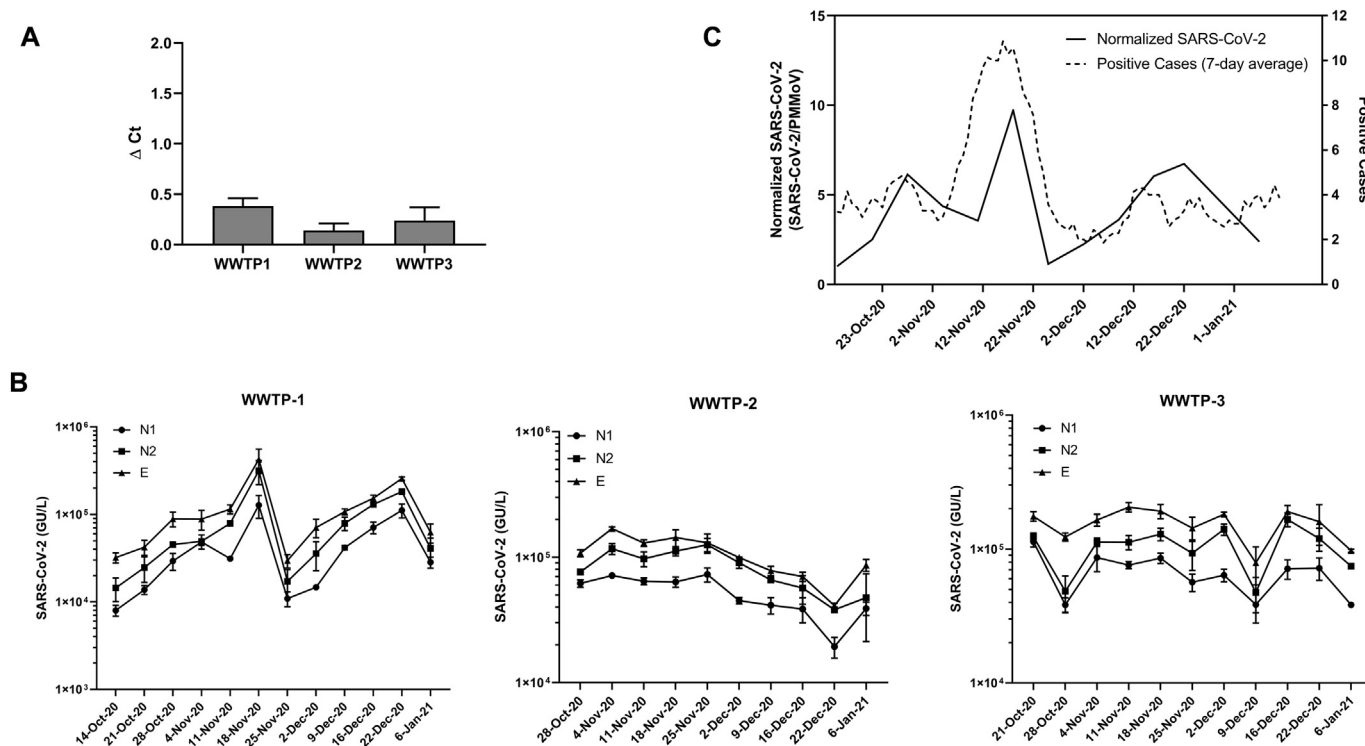 A
Δ Ct
2.0
1.5
1.0
0.5
0.0
WWTP1 WWTP2 WWTP3
C
Normalized SARS-CoV-2
(SARS-CoV-2/PMMoV)
15
10
5
0
Normalized SARS-CoV-2
Positive Cases (7-day average)
12
10
8
6
4
2
0
Positive Cases
23-Oct-20
2-Nov-20
12-Nov-20
22-Nov-20
2-Dec-20
12-Dec-20
22-Dec-20
1-Jan-21
B
WWTP-1
SARS-CoV-2 (GU/L)
1×10⁶
1×10⁵
1×10⁴
1×10³
N1
N2
E
14-Oct-20
21-Oct-20
28-Oct-20
4-Nov-20
11-Nov-20
18-Nov-20
25-Nov-20
2-Dec-20
9-Dec-20
16-Dec-20
22-Dec-20
6-Jan-21
WWTP-2
SARS-CoV-2 (GU/L)
1×10⁶
1×10⁵
1×10⁴
N1
N2
E
28-Oct-20
4-Nov-20
11-Nov-20
18-Nov-20
25-Nov-20
2-Dec-20
9-Dec-20
16-Dec-20
22-Dec-20
6-Jan-21
WWTP-3
SARS-CoV-2 (GU/L)
1×10⁶
1×10⁵
1×10⁴
N1
N2
E
21-Oct-20
28-Oct-20
4-Nov-20
11-Nov-20
18-Nov-20
25-Nov-20
2-Dec-20
9-Dec-20
16-Dec-20
22-Dec-20
6-Jan-21